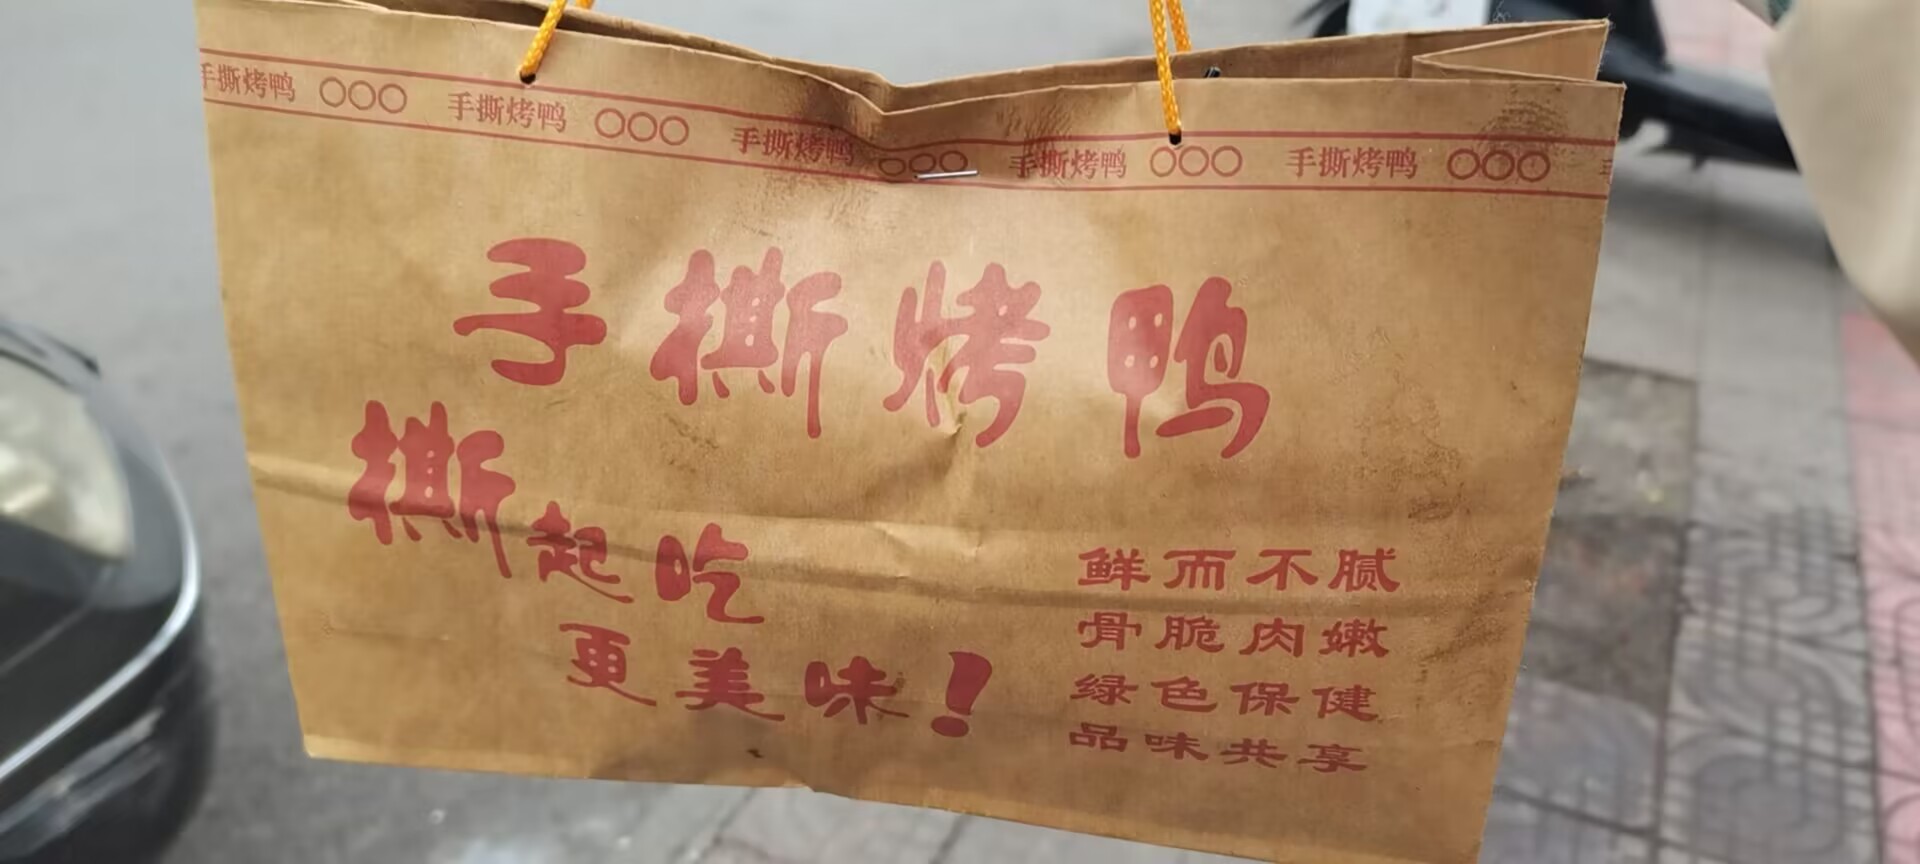 手撕烤鸭 ○○○ 手撕烤鸭 ○○○ 手撕烤鸭 ○○○ 手撕烤鸭 ○○○ 手撕烤鸭 ○○○
手撕烤鸭
撕起吃
更美味!
鲜而不腻
骨脆肉嫩
绿色保健
品味共享